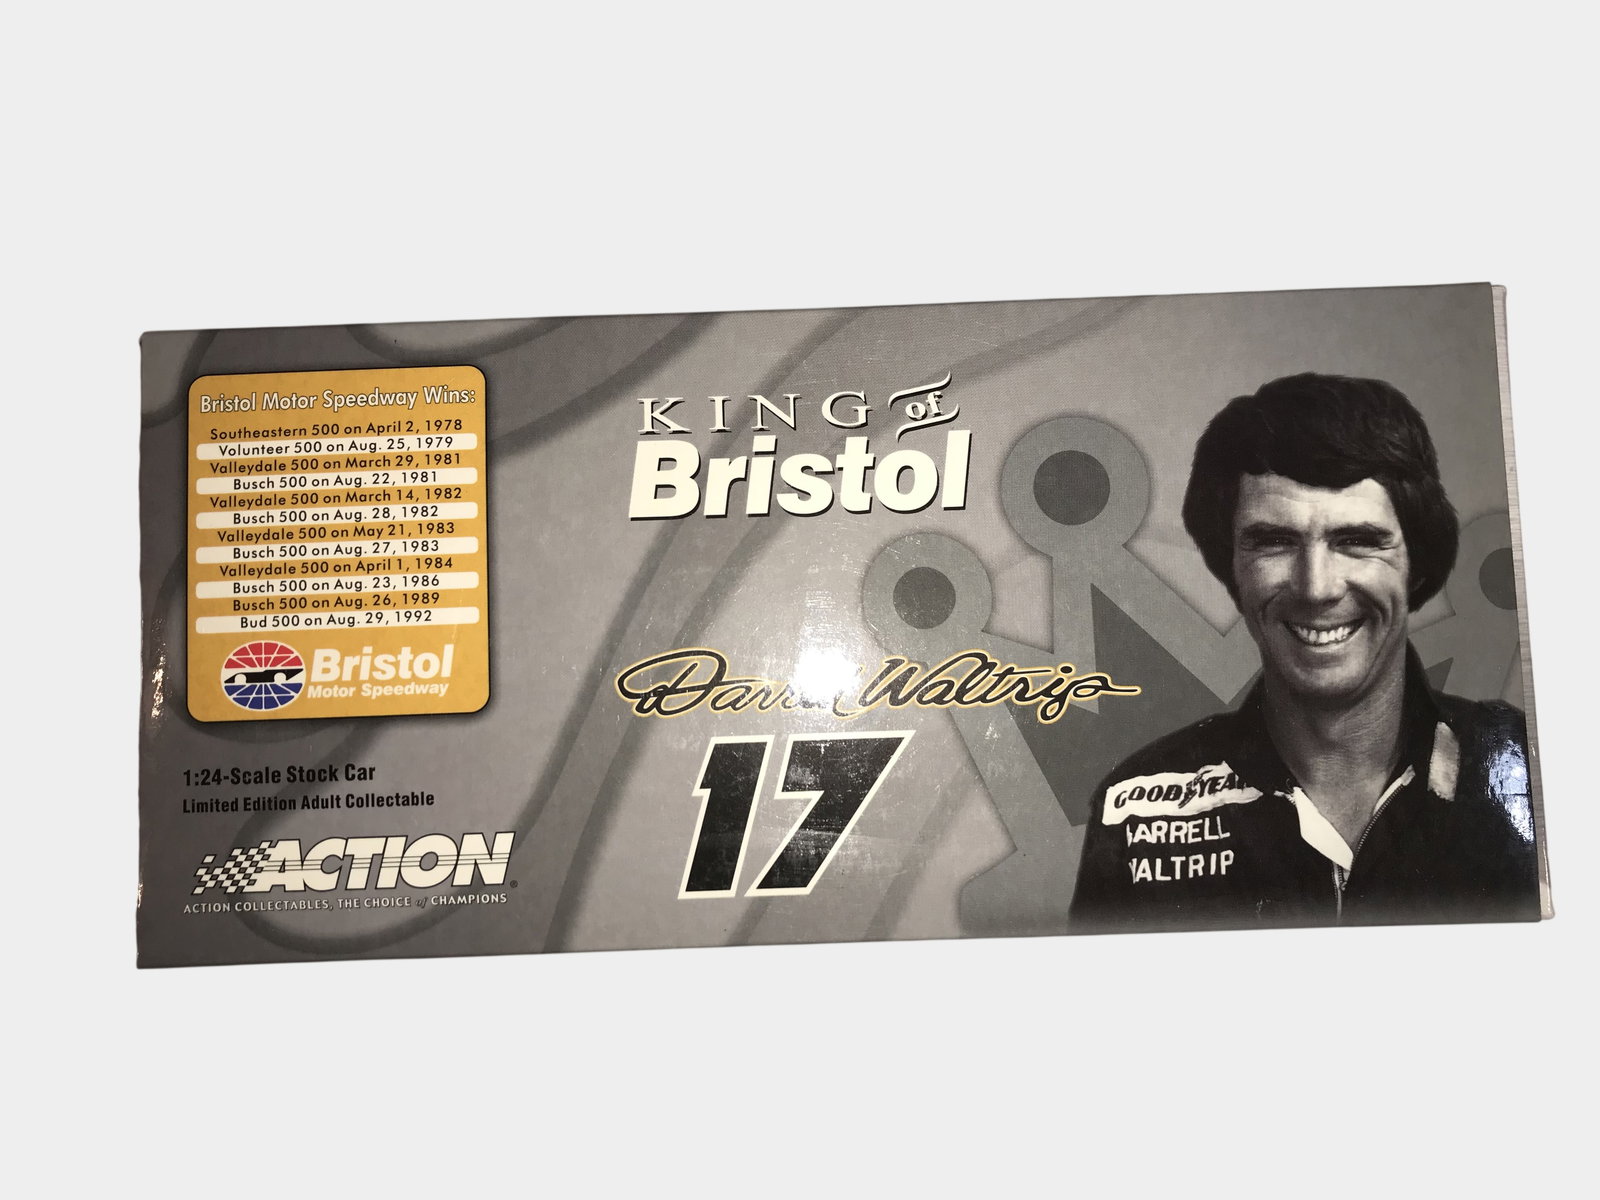 Bristol Motor Speedway Wins:
Southeastern 500 on April 2, 1978
Volunteer 500 on Aug. 25, 1979
Valleydale 500 on March 29, 1981
Busch 500 on Aug. 22, 1981
Valleydale 500 on March 14, 1982
Busch 500 on Aug. 28, 1982
Valleydale 500 on May 21, 1983
Busch 500 on Aug. 27, 1983
Valleydale 500 on April 1, 1984
Busch 500 on Aug. 23, 1986
Busch 500 on Aug. 26, 1989
Bud 500 on Aug. 29, 1992
Bristol
Motor Speedway
1:24-Scale Stock Car
Limited Edition Adult Collectable
ACTION®
ACTION COLLECTABLES, THE CHOICE of CHAMPIONS
KING of
Bristol
Waltrip
17
GOODYEAR
DARRELL
WALTRIP